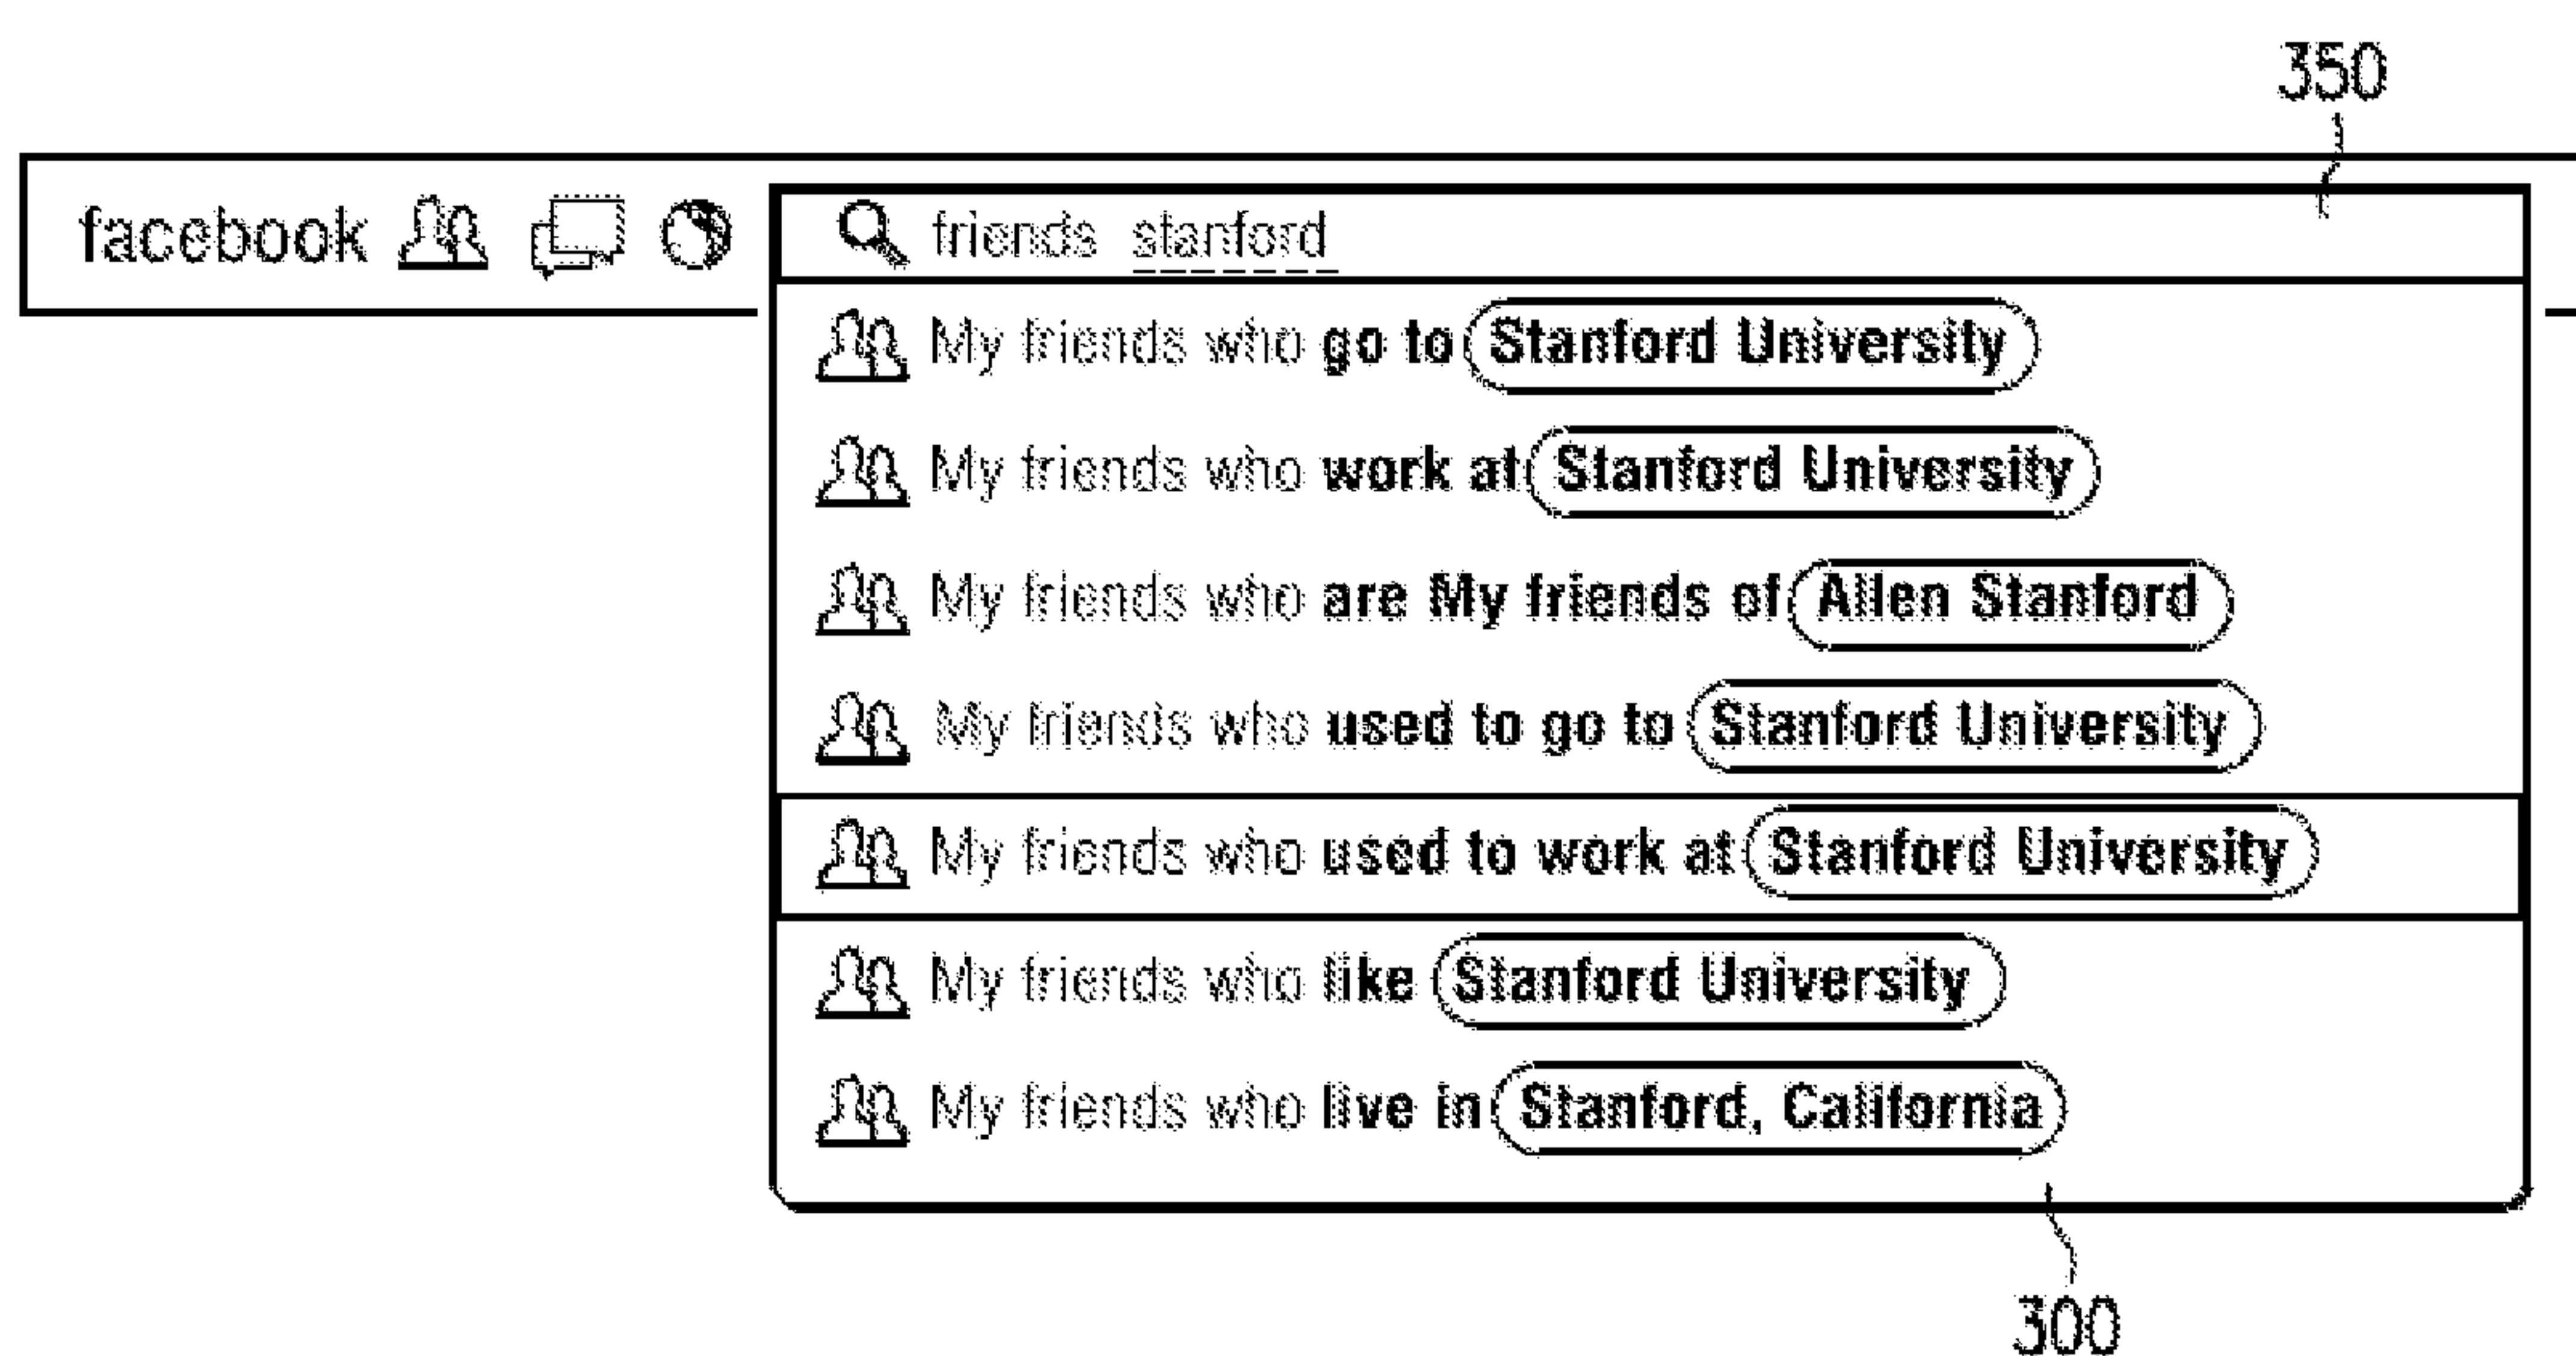 350
facebook friends stanford
My friends who go to Stanford University
My friends who work at Stanford University
My friends who are My friends of Allen Stanford
My friends who used to go to Stanford University
My friends who used to work at Stanford University
My friends who like Stanford University
My friends who live in Stanford, California
300